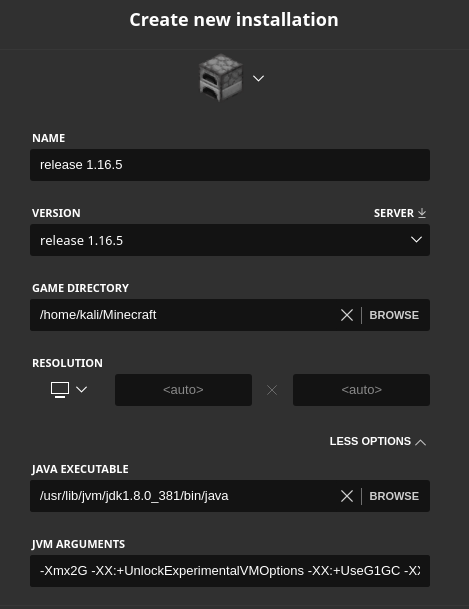 Create new installation
NAME
release 1.16.5
VERSION
SERVER
release 1.16.5
GAME DIRECTORY
/home/kali/Minecraft
BROWSE
RESOLUTION
<auto>
<auto>
LESS OPTIONS
JAVA EXECUTABLE
/usr/lib/jvm/jdk1.8.0_381/bin/java
BROWSE
JVM ARGUMENTS
-Xmx2G -XX:+UnlockExperimentalVMOptions -XX:+UseG1GC -XX